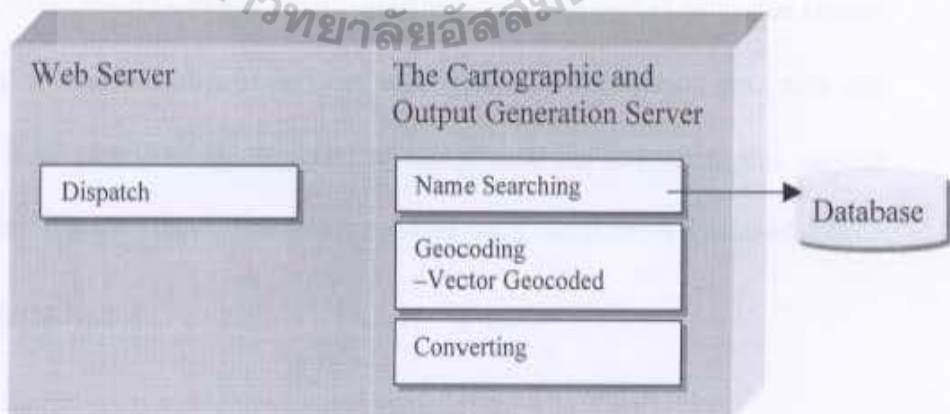 Web Server
Dispatch
The Cartographic and
Output Generation Server
Name Searching
Geocoding
–Vector Geocoded
Converting
Database